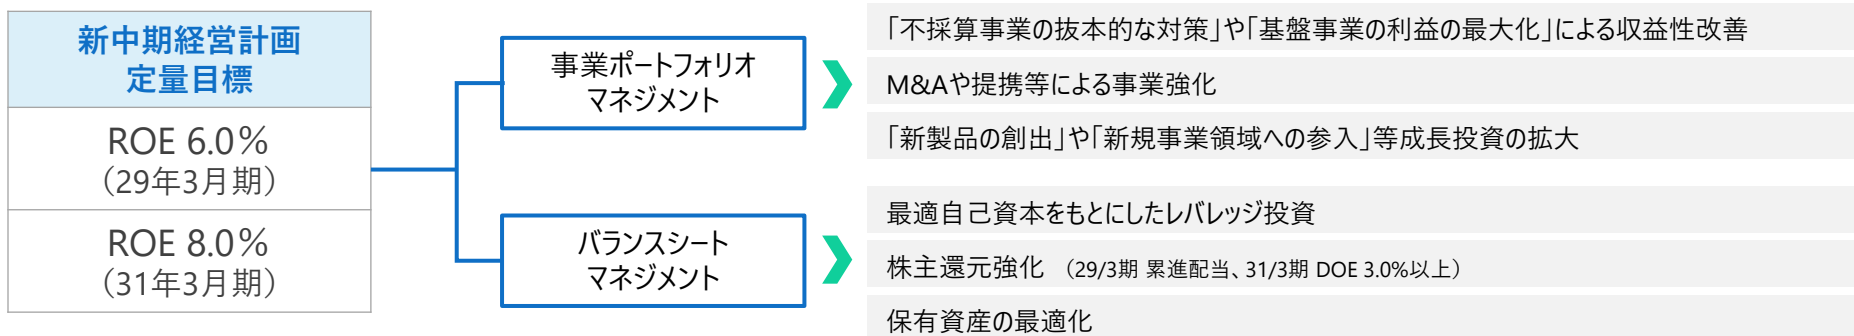 新中期経営計画
定量目標
ROE 6.0%
（29年3月期）
ROE 8.0%
（31年3月期）
事業ポートフォリオ
マネジメント
「不採算事業の抜本的な対策」や「基盤事業の利益の最大化」による収益性改善
M&Aや提携等による事業強化
「新製品の創出」や「新規事業領域への参入」等成長投資の拡大
バランスシート
マネジメント
最適自己資本をもとにしたレバレッジ投資
株主還元強化 （29/3期 累進配当、31/3期 DOE 3.0%以上）
保有資産の最適化